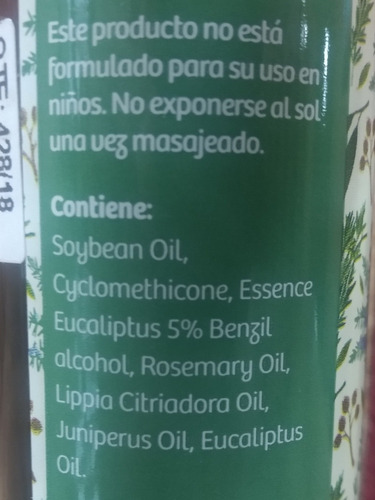 Este producto no está
formulado para su uso en
niños. No exponerse al sol
una vez masajeado.
Contiene:
Soybean Oil,
Cyclomethicone, Essence
Eucaliptus 5% Benzil
alcohol, Rosemary Oil,
Lippia Citriadora Oil,
Juniperus Oil, Eucaliptus
Oil.